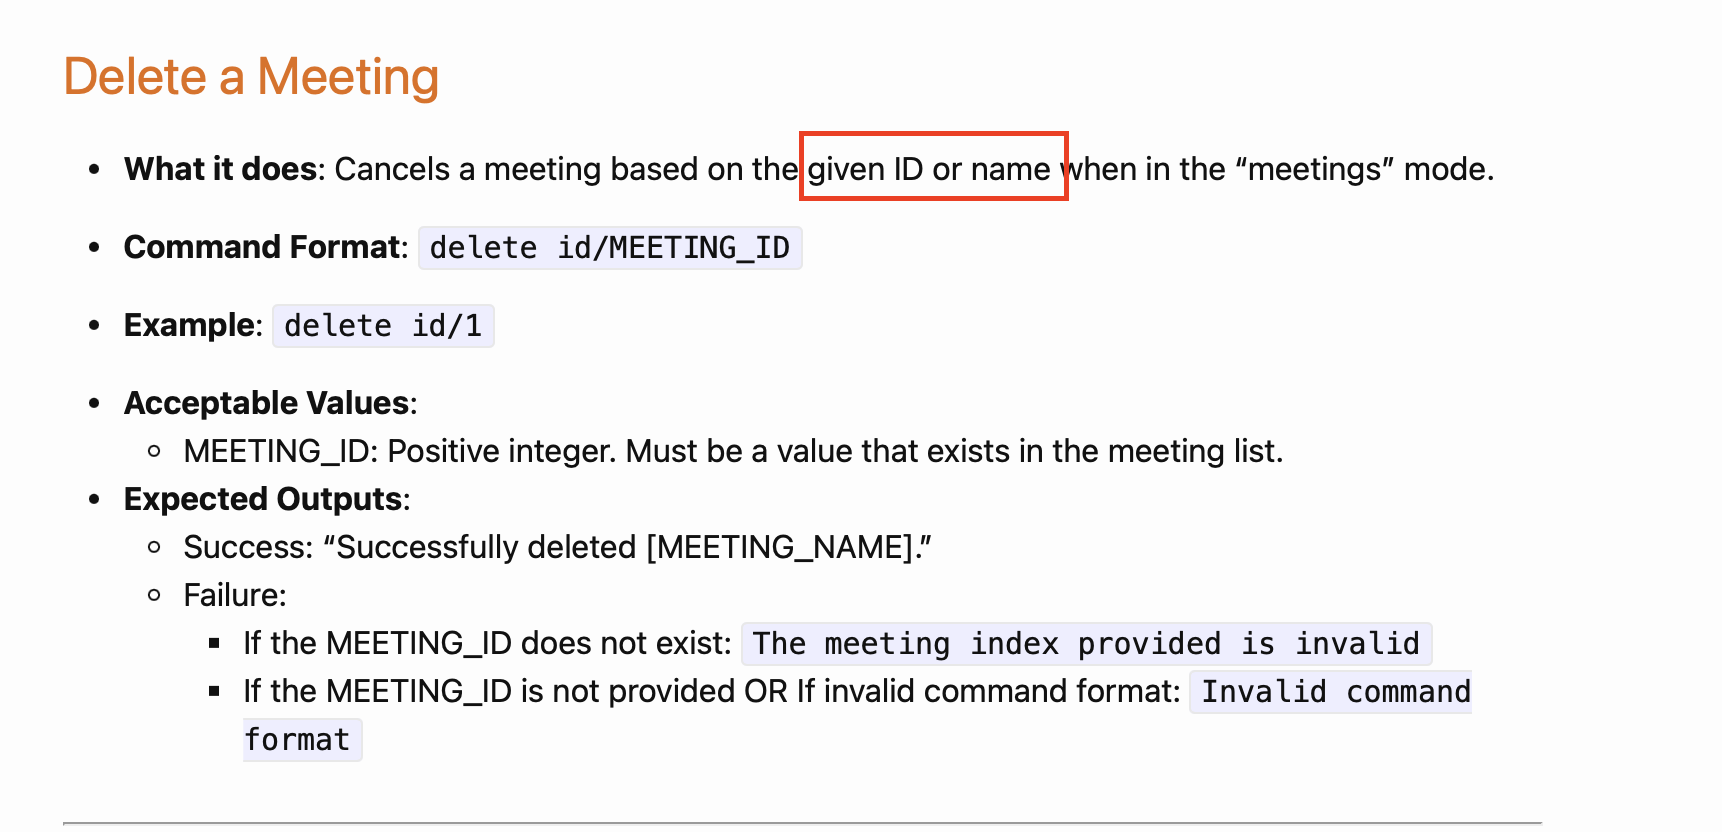 Delete a Meeting
What it does: Cancels a meeting based on the given ID or name when in the “meetings” mode.
Command Format: delete id/MEETING_ID
Example: delete id/1
Acceptable Values:
MEETING_ID: Positive integer. Must be a value that exists in the meeting list.
Expected Outputs:
Success: “Successfully deleted [MEETING_NAME].”
Failure:
If the MEETING_ID does not exist: The meeting index provided is invalid
If the MEETING_ID is not provided OR If invalid command format: Invalid command
format